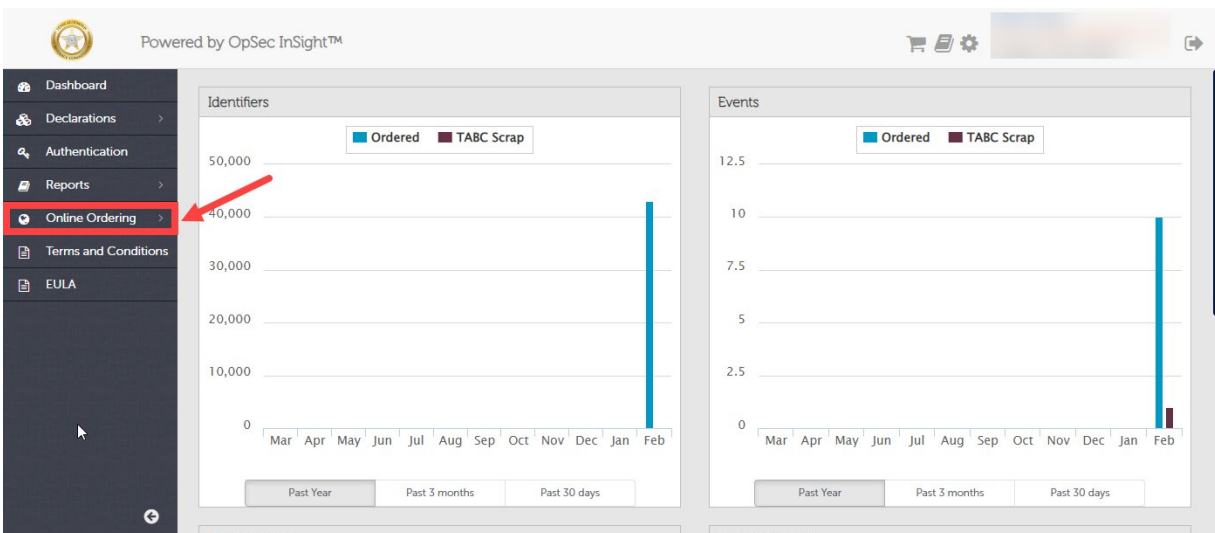 Powered by OpSec InSight™
Dashboard
Declarations
Authentication
Reports
Online Ordering
Terms and Conditions
EULA
Identifiers
Ordered TABC Scrap
50,000
40,000
30,000
20,000
10,000
0
Mar Apr May Jun Jul Aug Sep Oct Nov Dec Jan Feb
Past Year Past 3 months Past 30 days
Events
Ordered TABC Scrap
12.5
10
7.5
5
2.5
0
Mar Apr May Jun Jul Aug Sep Oct Nov Dec Jan Feb
Past Year Past 3 months Past 30 days